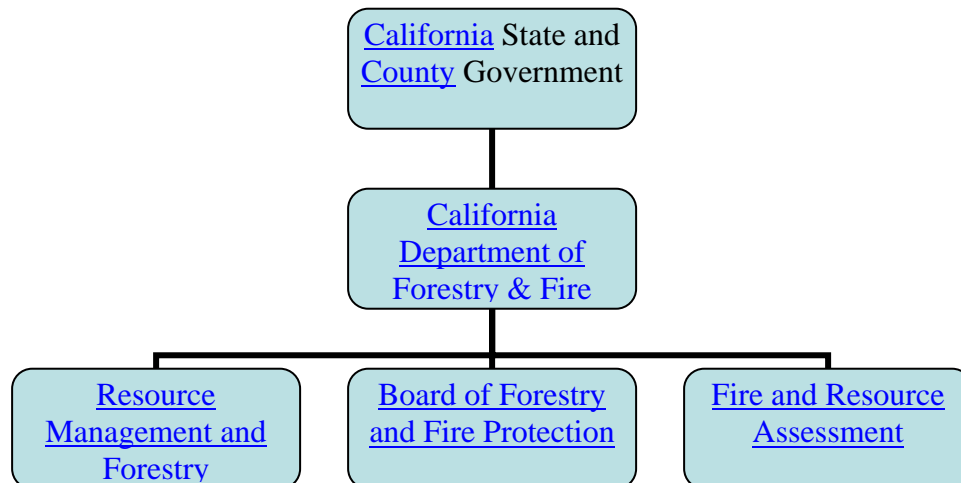 California State and
County Government
California
Department of
Forestry & Fire
Resource
Management and
Forestry
Board of Forestry
and Fire Protection
Fire and Resource
Assessment